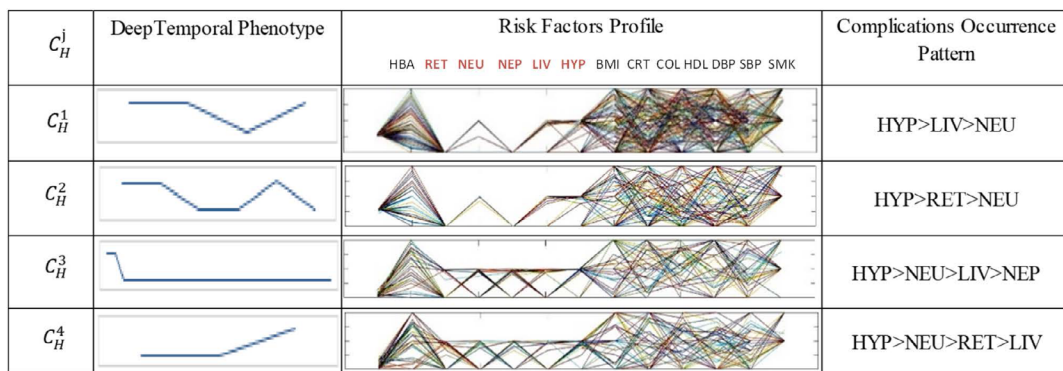 C_H^j
DeepTemporal Phenotype
Risk Factors Profile
HBA RET NEU NEP LIV HYP BMI CRT COL HDL DBP SBP SMK
Complications Occurrence
Pattern
C_H^1
HYP>LIV>NEU
C_H^2
HYP>RET>NEU
C_H^3
HYP>NEU>LIV>NEP
C_H^4
HYP>NEU>RET>LIV